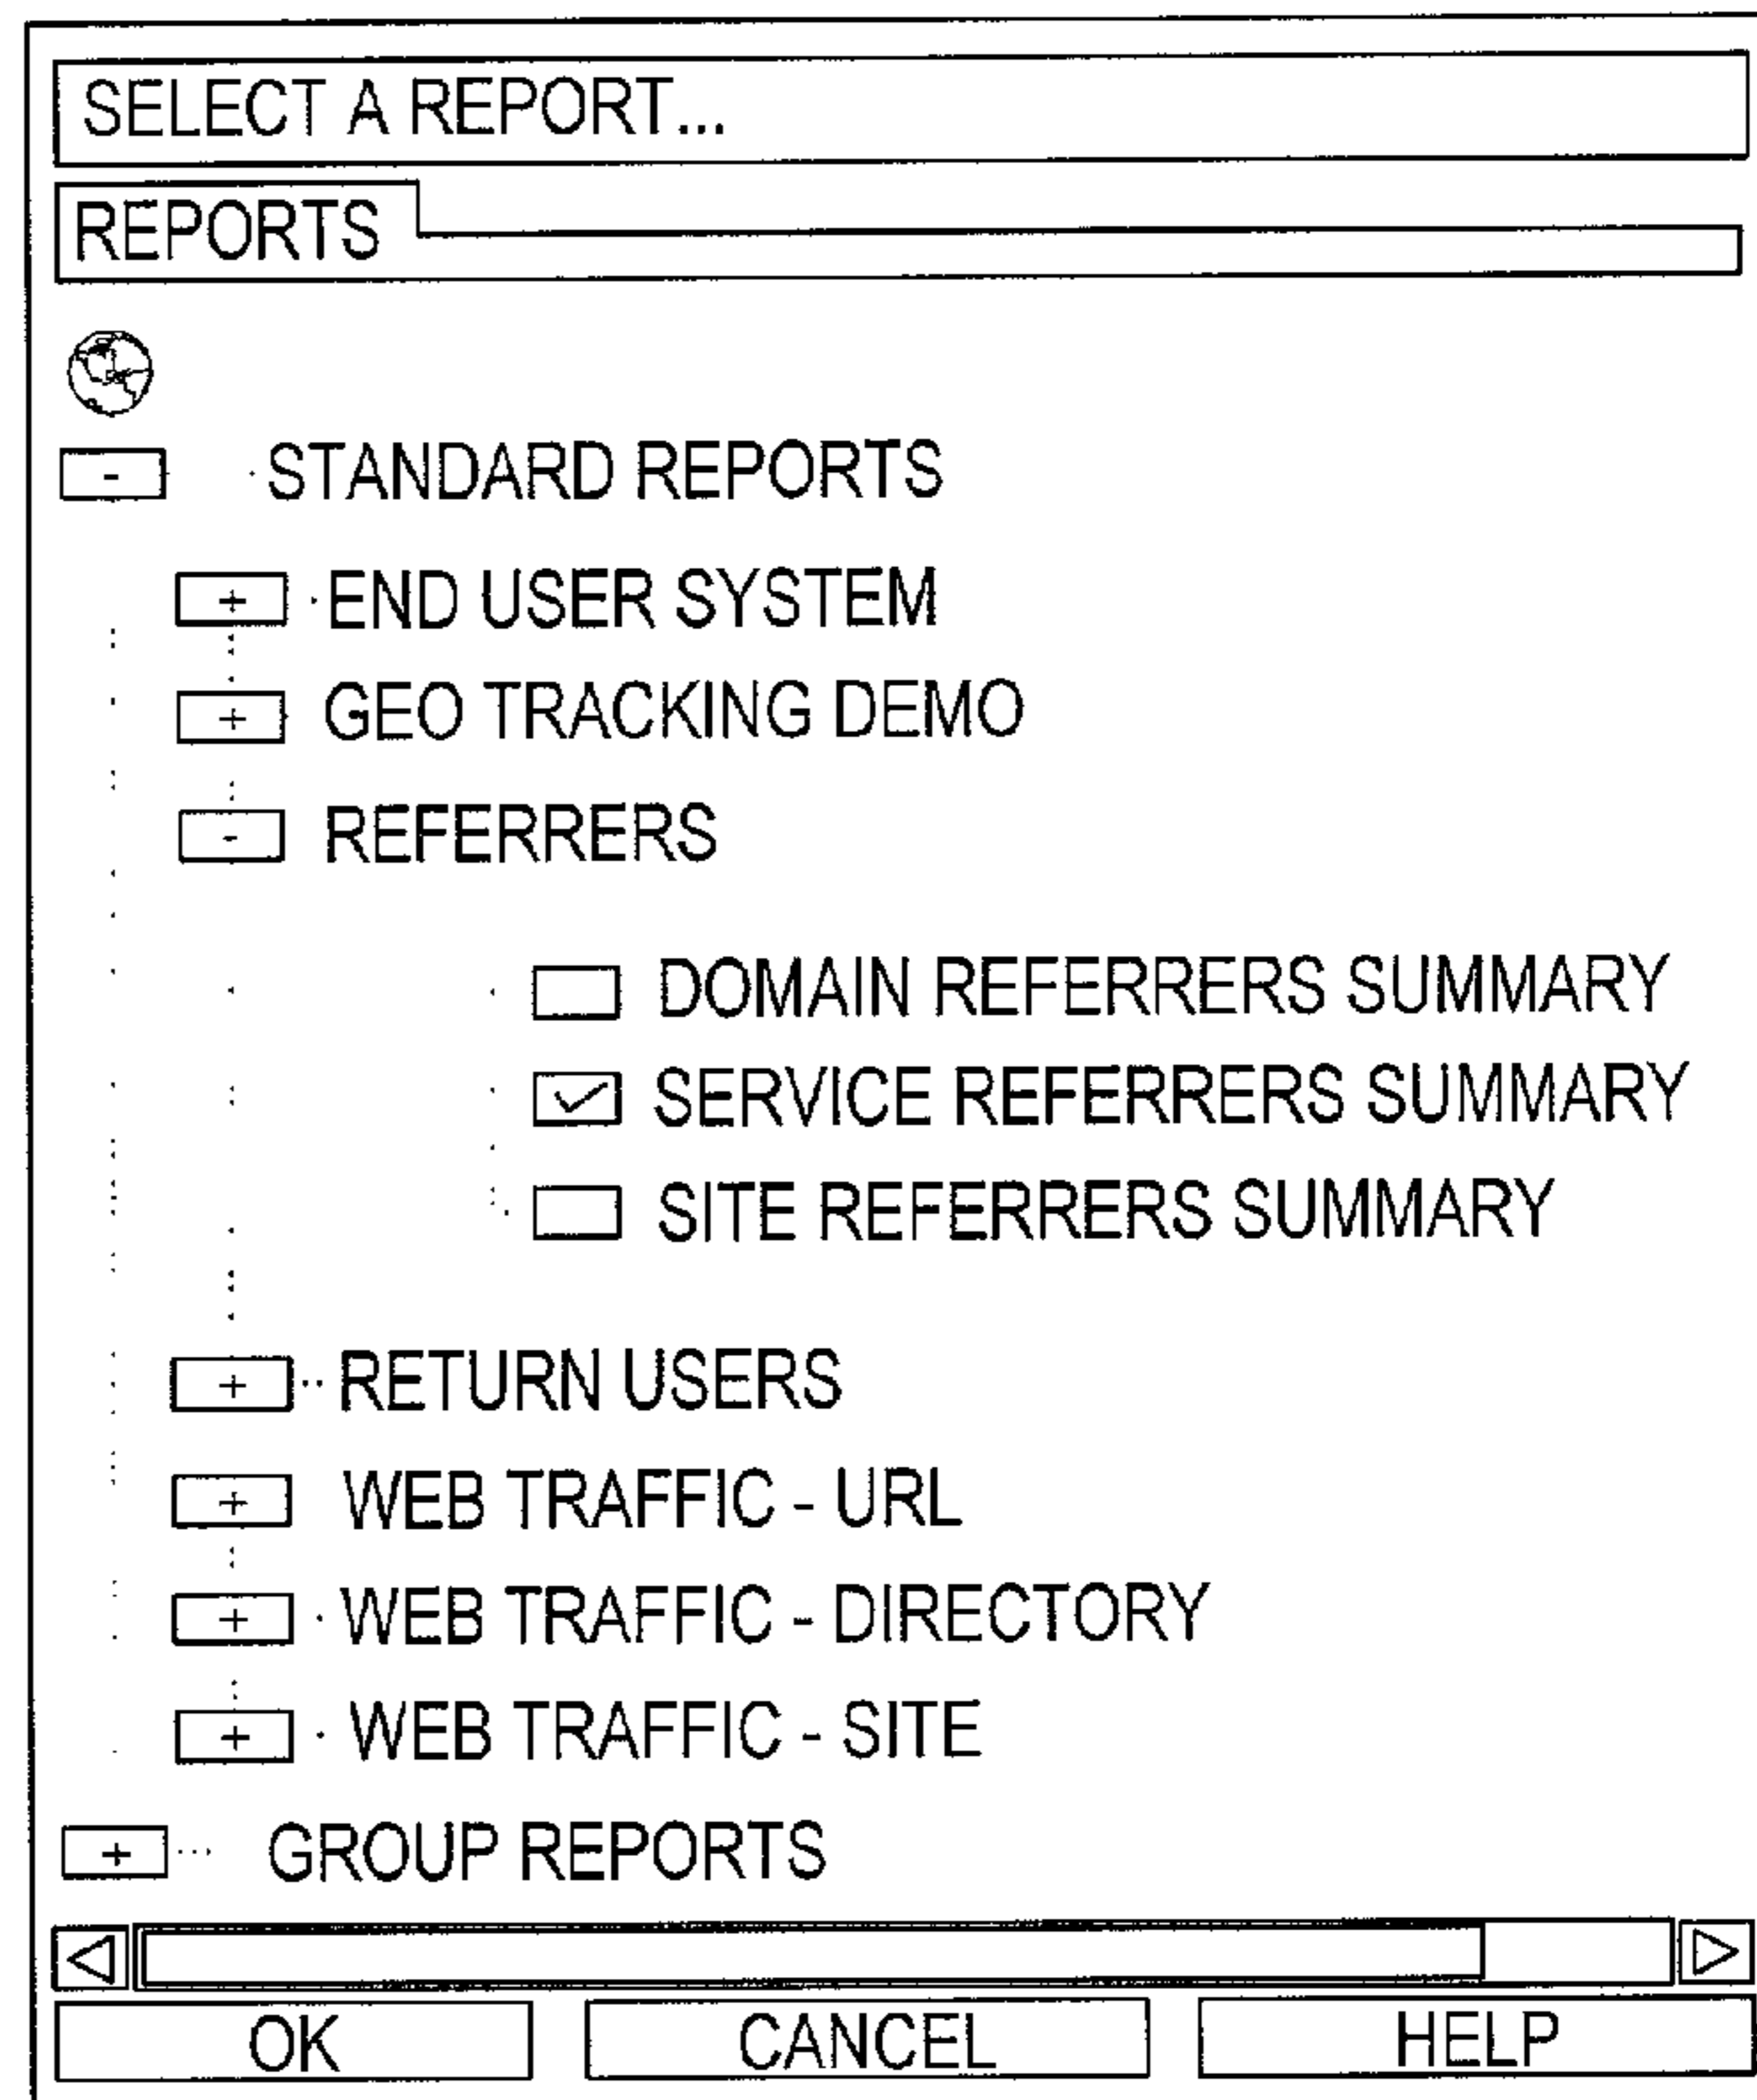 SELECT A REPORT...
REPORTS
- STANDARD REPORTS
+ END USER SYSTEM
+ GEO TRACKING DEMO
- REFERRERS
DOMAIN REFERRERS SUMMARY
SERVICE REFERRERS SUMMARY
SITE REFERRERS SUMMARY
+ RETURN USERS
+ WEB TRAFFIC - URL
+ WEB TRAFFIC - DIRECTORY
+ WEB TRAFFIC - SITE
+ GROUP REPORTS
OK CANCEL HELP